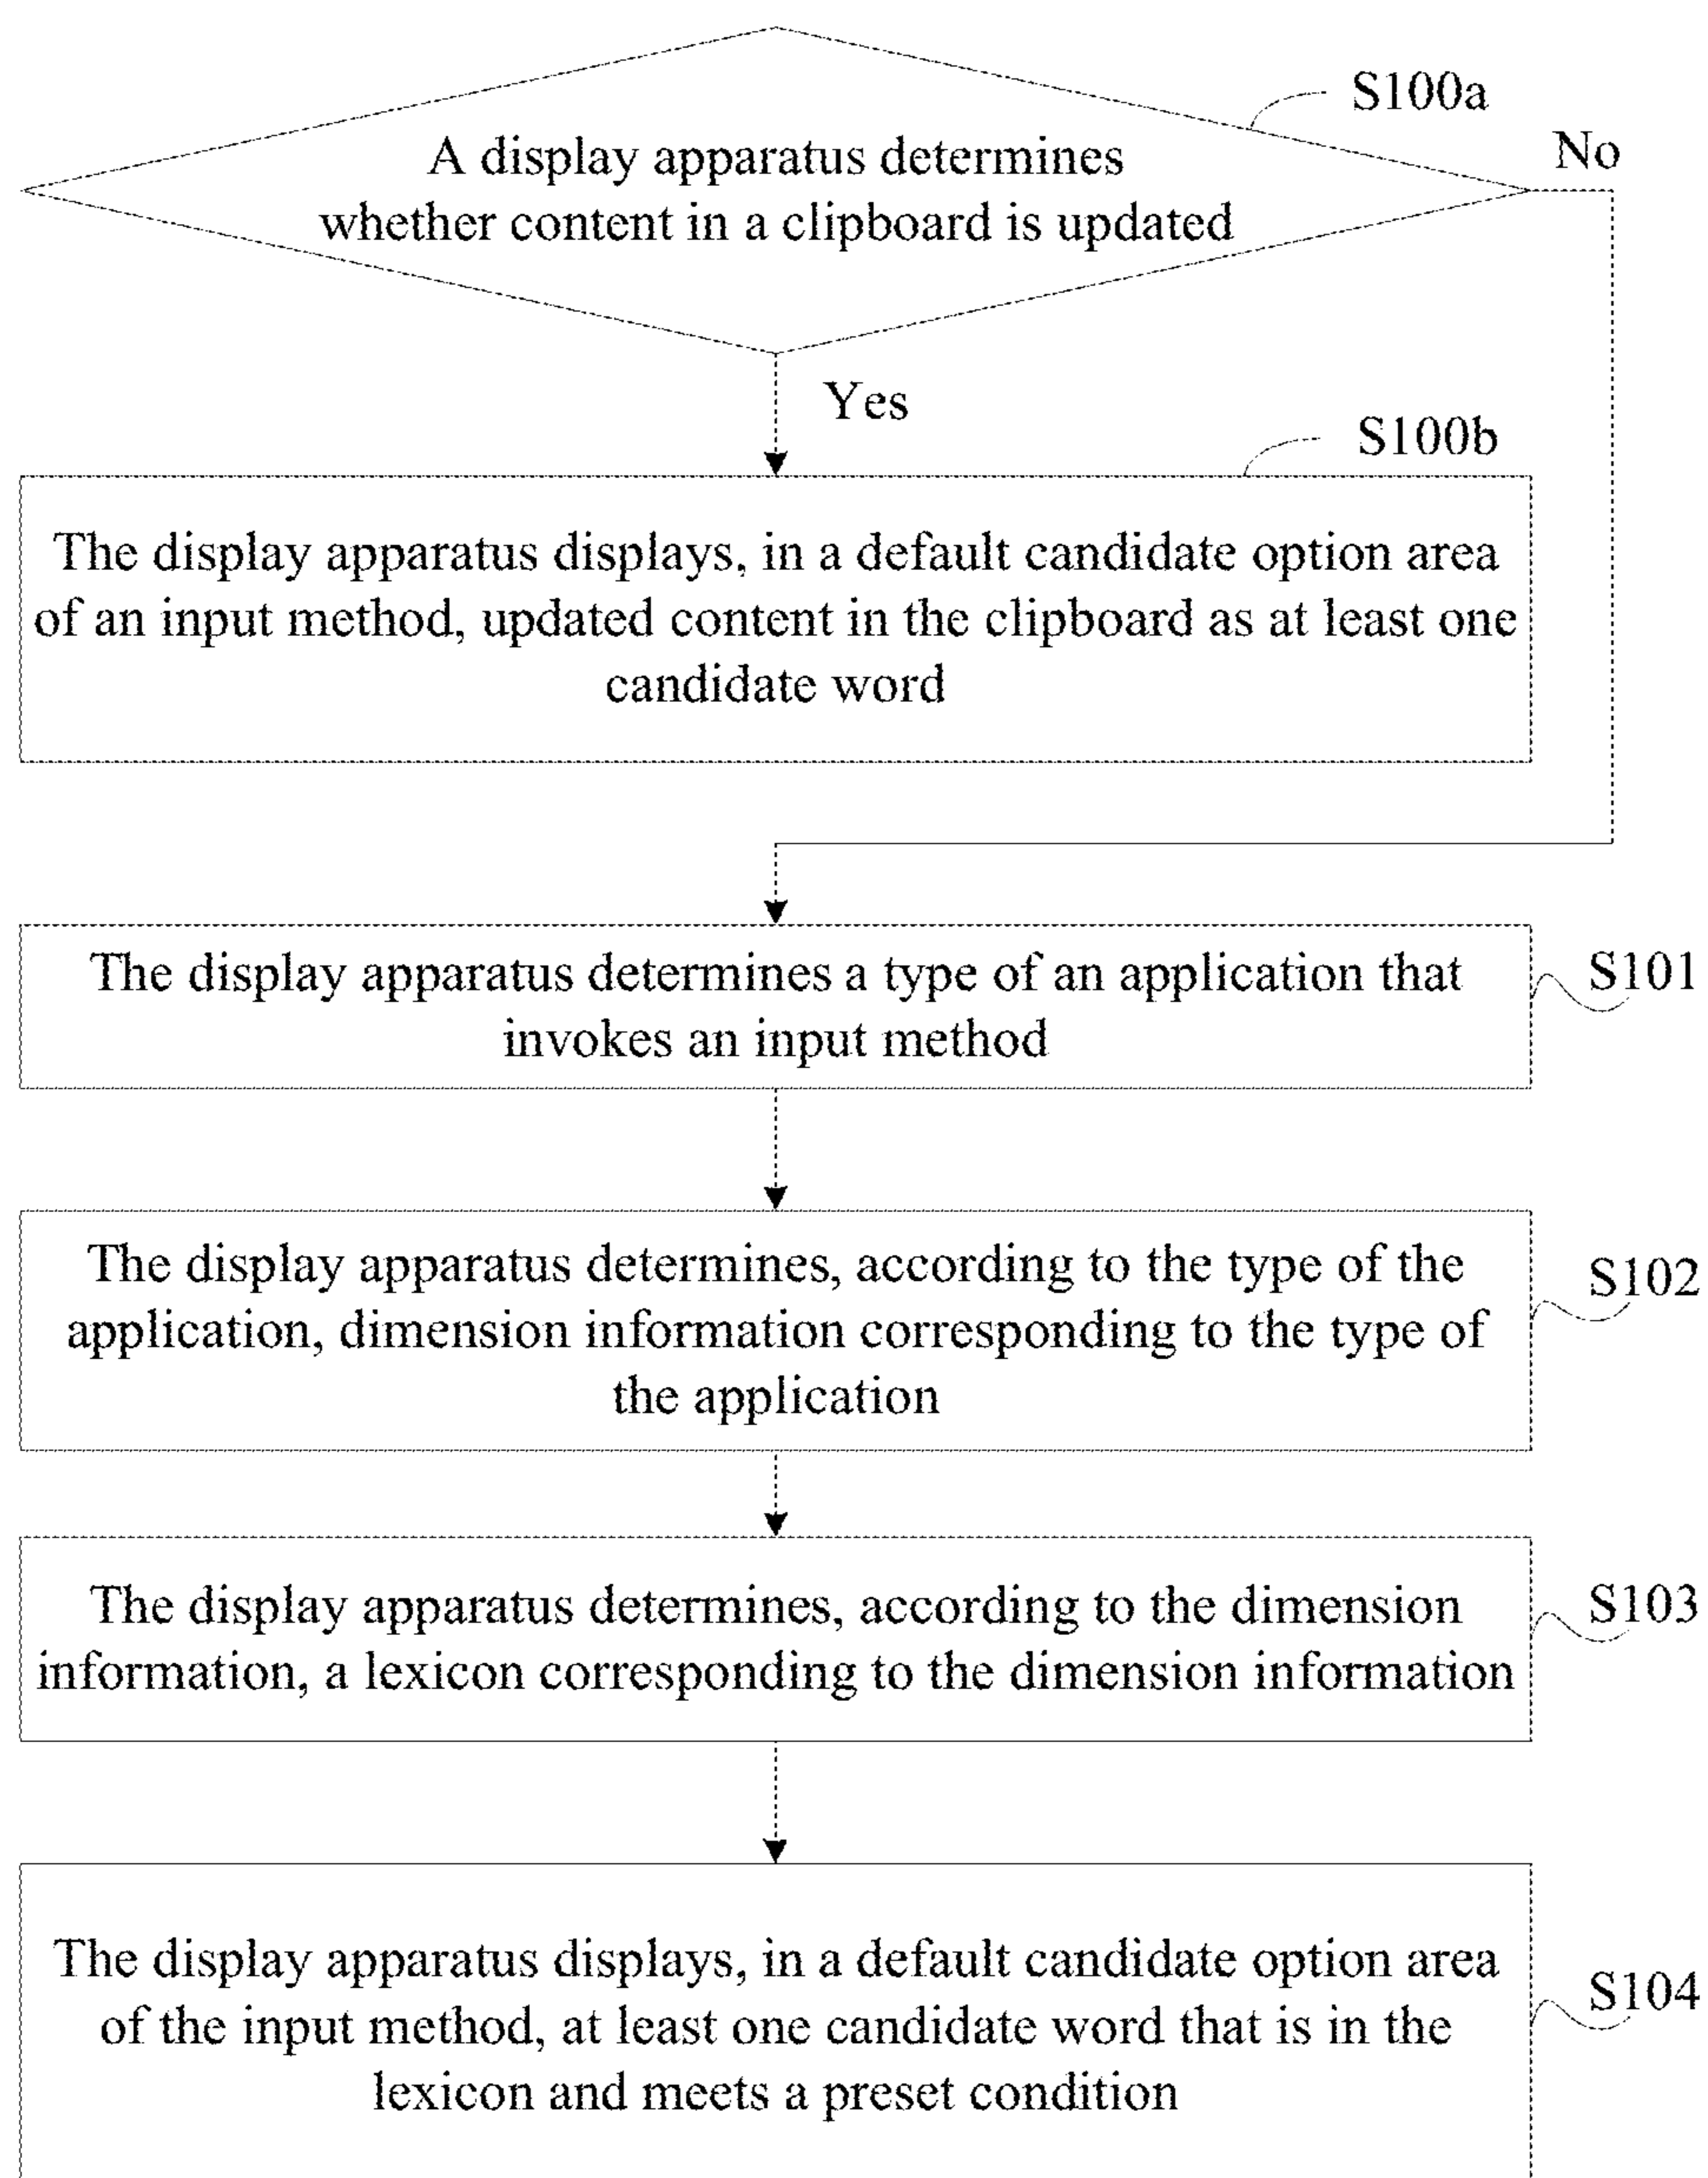 S100a
A display apparatus determines
whether content in a clipboard is updated
No
Yes
S100b
The display apparatus displays, in a default candidate option area
of an input method, updated content in the clipboard as at least one
candidate word
The display apparatus determines a type of an application that
invokes an input method
S101
The display apparatus determines, according to the type of the
application, dimension information corresponding to the type of
the application
S102
The display apparatus determines, according to the dimension
information, a lexicon corresponding to the dimension information
S103
The display apparatus displays, in a default candidate option area
of the input method, at least one candidate word that is in the
lexicon and meets a preset condition
S104